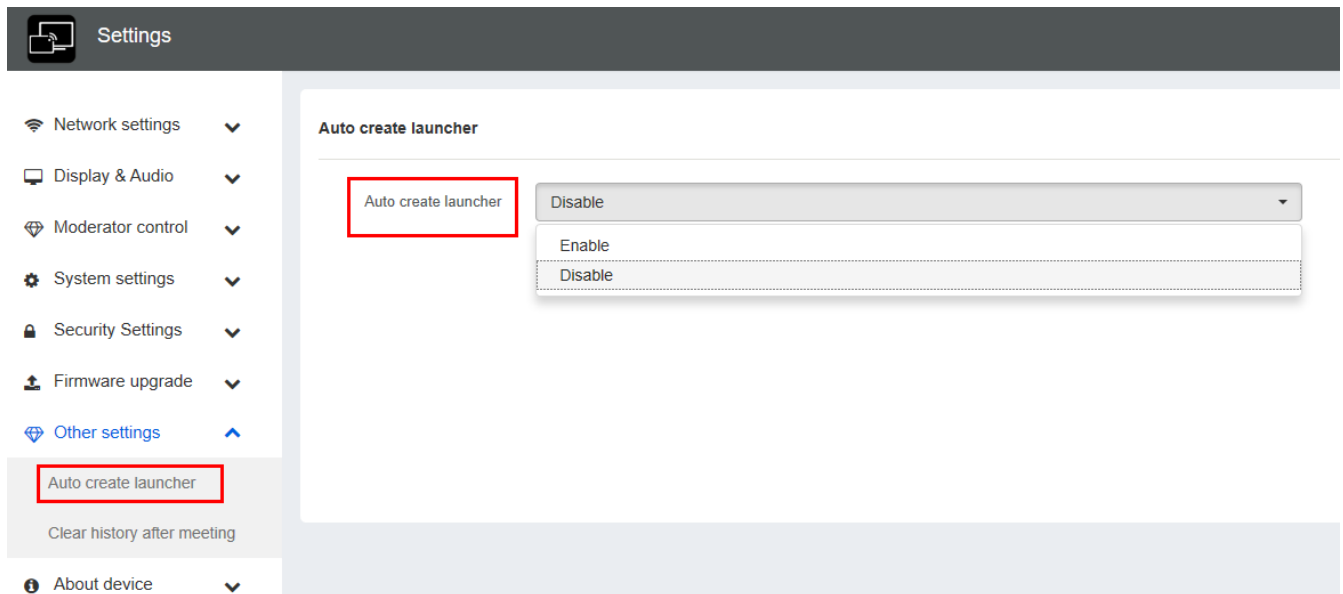 Settings
Network settings
Display & Audio
Moderator control
System settings
Security Settings
Firmware upgrade
Other settings
Auto create launcher
Clear history after meeting
About device
Auto create launcher
Auto create launcher
Disable
Enable
Disable